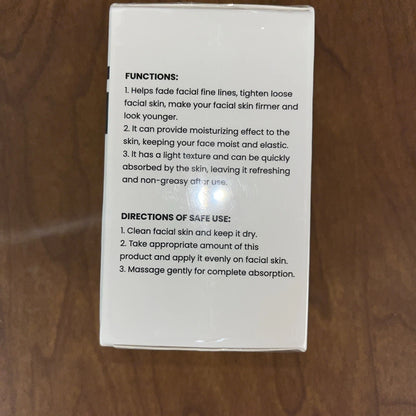 FUNCTIONS:
1. Helps fade facial fine lines, tighten loose
facial skin, make your facial skin firmer and
look younger.
2. It can provide moisturizing effect to the
skin, keeping your face moist and elastic.
3. It has a light texture and can be quickly
absorbed by the skin, leaving it refreshing
and non-greasy after use.
DIRECTIONS OF SAFE USE:
1. Clean facial skin and keep it dry.
2. Take appropriate amount of this
product and apply it evenly on facial skin.
3. Massage gently for complete absorption.